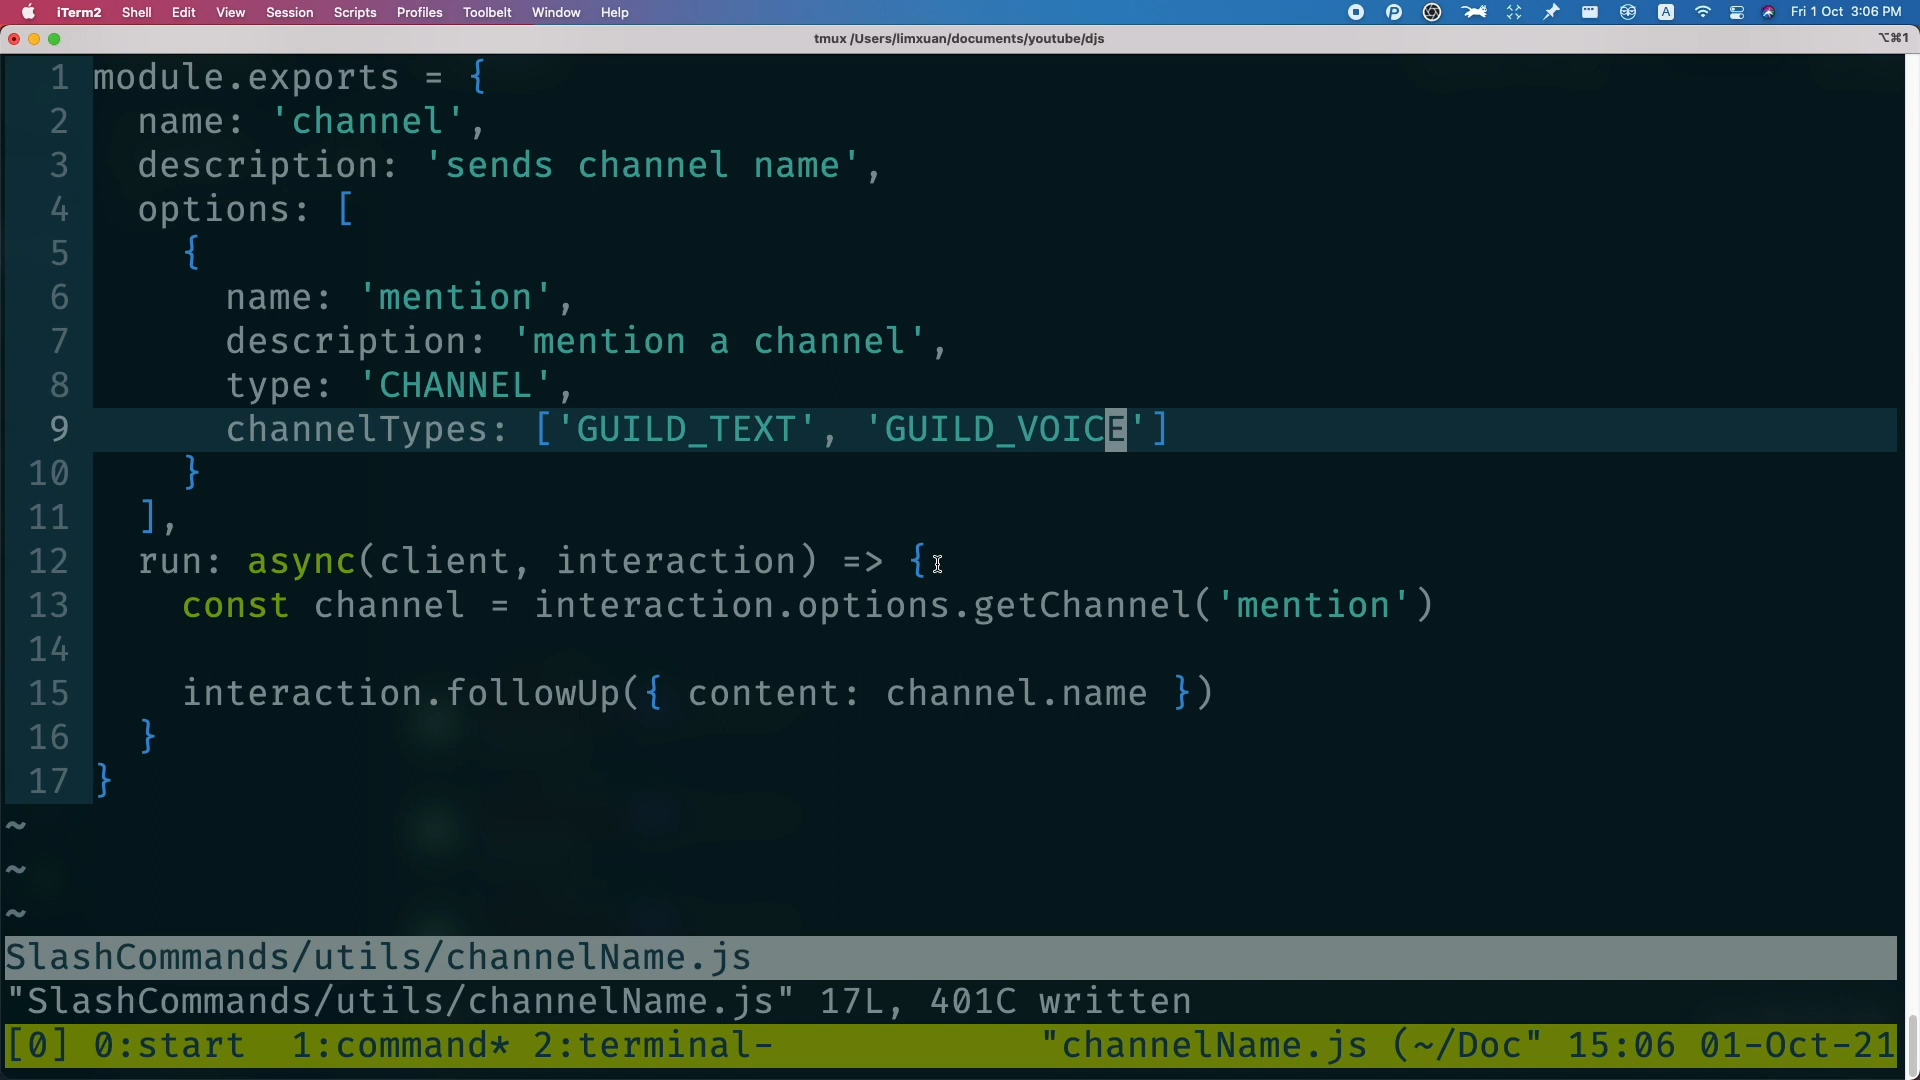 iTerm2 Shell Edit View Session Scripts Profiles Toolbelt Window Help A Fri 1 Oct 3:06 PM
tmux /Users/limxuan/documents/youtube/djs ⌥⌘1
1 module.exports = {
2 name: 'channel',
3 description: 'sends channel name',
4 options: [
5 {
6 name: 'mention',
7 description: 'mention a channel',
8 type: 'CHANNEL',
9 channelTypes: ['GUILD_TEXT', 'GUILD_VOICE']
10 }
11 ],
12 run: async(client, interaction) => {
13 const channel = interaction.options.getChannel('mention')
14
15 interaction.followUp({ content: channel.name })
16 }
17 }
~
~
~
SlashCommands/utils/channelName.js
"SlashCommands/utils/channelName.js" 17L, 401C written
[0] 0:start 1:command* 2:terminal- "channelName.js (~/Doc" 15:06 01-Oct-21